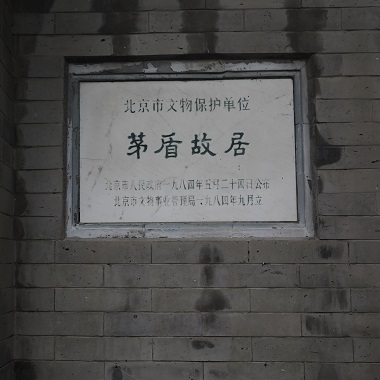 北京市文物保护单位
茅盾故居
北京市人民政府一九八四年五月二十四日公布
北京市文物事业管理局一九八四年九月立